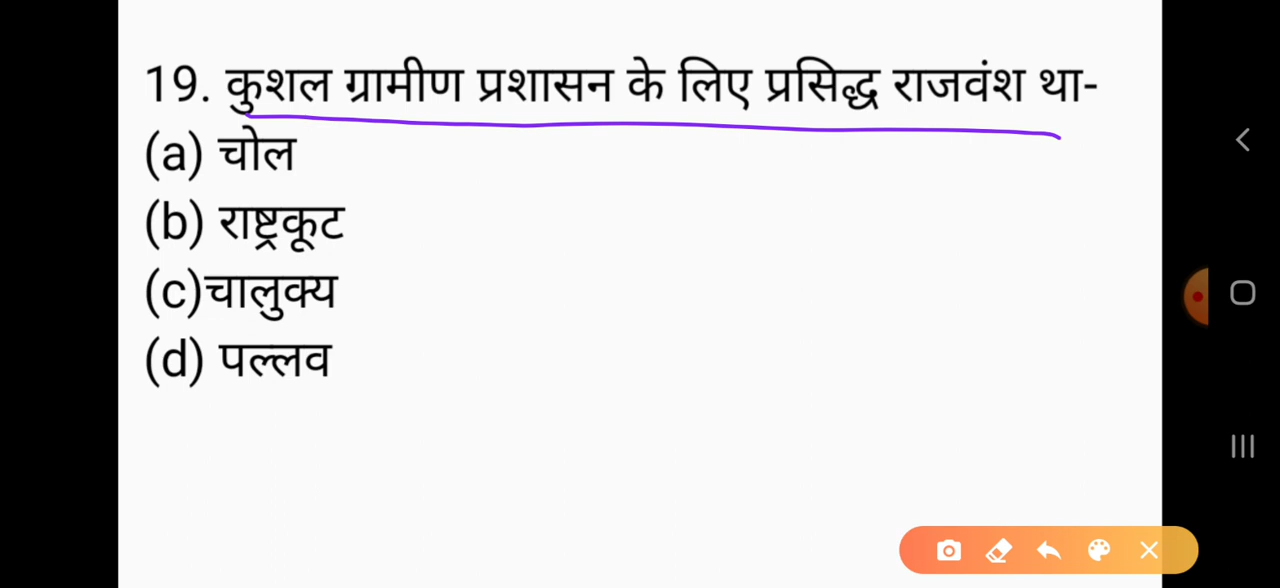 19. कुशल ग्रामीण प्रशासन के लिए प्रसिद्ध राजवंश था-
(a) चोल
(b) राष्ट्रकूट
(c)चालुक्य
(d) पल्लव